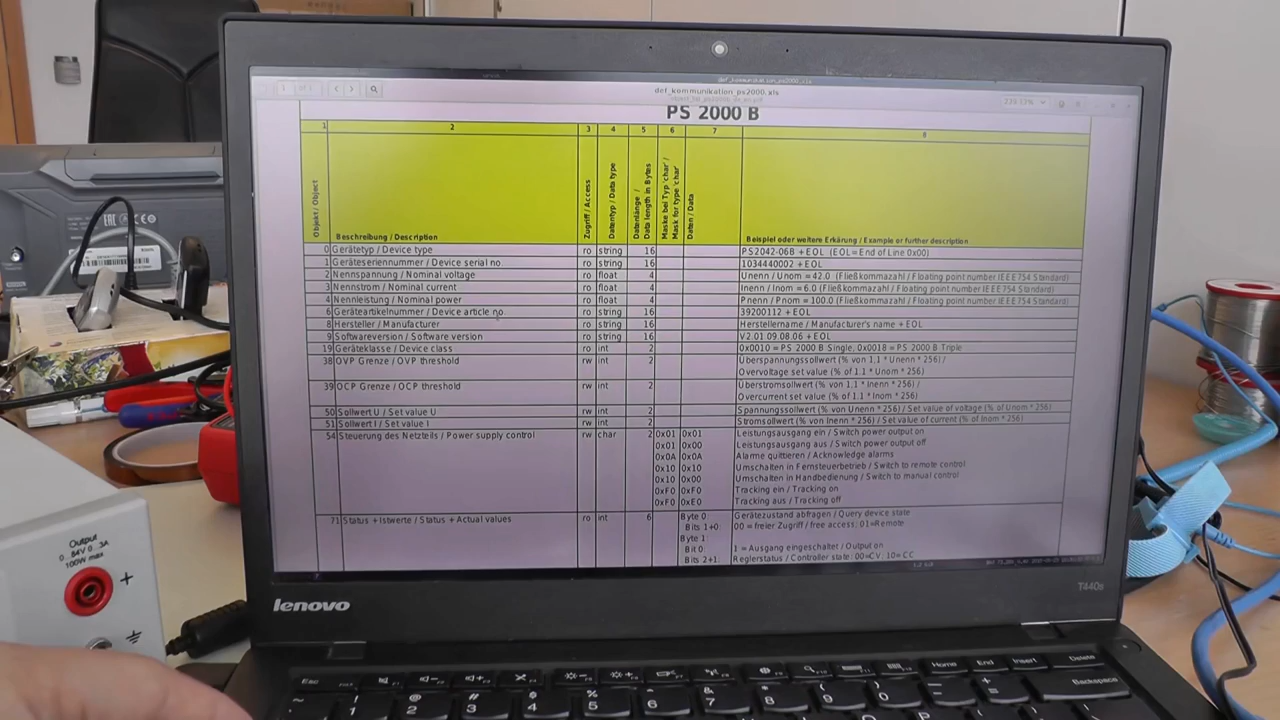 def_kommunikation_ps2000.xls
def_kommunikation_ps2000.xls
239.13%
PS 2000 B
1 2 3 4 5 6 7 8
Objekt / Object
Beschreibung / Description
Zugriff / Access
Datentyp / Data type
Datenlänge /
Data length in Bytes
Maske bei Typ 'char' /
Mask for type 'char'
Daten / Data
Beispiel oder weitere Erkärung / Example or further description
0 Gerätetyp / Device type ro string 16 PS2042-06B +EOL (EOL=End of Line 0x00)
1 Geräteseriennummer / Device serial no. ro string 16 1034440002 +EOL
2 Nennspannung / Nominal voltage ro float 4 Unenn / Unom = 42.0 (Fließkommazahl / Floating point number IEEE754 Standard)
3 Nennstrom / Nominal current ro float 4 Inenn / Inom = 6.0 (Fließkommazahl / Floating point number IEEE754 Standard)
4 Nennleistung / Nominal power ro float 4 Pnenn / Pnom = 100.0 (Fließkommazahl / Floating point number IEEE754 Standard)
6 Geräteartikelnummer / Device article no. ro string 16 39200112 +EOL
8 Hersteller / Manufacturer ro string 16 Herstellername / Manufacturer's name +EOL
9 Softwareversion / Software version ro string 16 V2.01 09.08.06 +EOL
19 Geräteklasse / Device class ro int 2 0x0010 = PS 2000 B Single, 0x0018 = PS 2000 B Triple
38 OVP Grenze / OVP threshold rw int 2 Überspannungssollwert (% von 1,1 * Unenn * 256) /
Overvoltage set value (% of 1.1 * Unom * 256)
39 OCP Grenze / OCP threshold rw int 2 Überstromsollwert (% von 1,1 * Inenn * 256) /
Overcurrent set value (% of 1.1 * Inom * 256)
50 Sollwert U / Set value U rw int 2 Spannungssollwert (% von Unenn * 256) / Set value of voltage (% of Unom * 256)
51 Sollwert I / Set value I rw int 2 Stromsollwert (% von Inenn * 256) / Set value of current (% of Inom * 256)
54 Steuerung des Netzteils / Power supply control rw char 2 0x01 0x01 Leistungsausgang ein / Switch power output on
0x01 0x00 Leistungsausgang aus / Switch power output off
0x0A 0x0A Alarme quittieren / Acknowledge alarms
0x10 0x10 Umschalten in Fernsteuerbetrieb / Switch to remote control
0x10 0x00 Umschalten in Handbedienung / Switch to manual control
0xF0 0xF0 Tracking ein / Tracking on
0xF0 0xE0 Tracking aus / Tracking off
71 Status + Istwerte / Status + Actual values ro int 6 Byte 0 Gerätezustand abfragen / Query device state
Bits 1+0: 00 = freier Zugriff / free access; 01=Remote
Byte 1:
Bit 0: 1 = Ausgang eingeschaltet / Output on
Bits 2+1: Reglerstatus / Controller state: 00=CV; 10=CC
lenovo
T440s
Output
0...84V 0...3A
100W max
+
EAC
Esc
Home End Insert Delete
Backspace